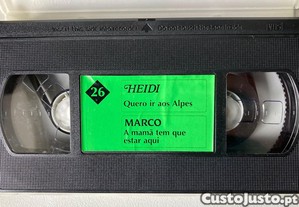 26
HEIDI
Quero ir aos Alpes
MARCO
A mamã tem que
estar aqui
CustoJusto.pt